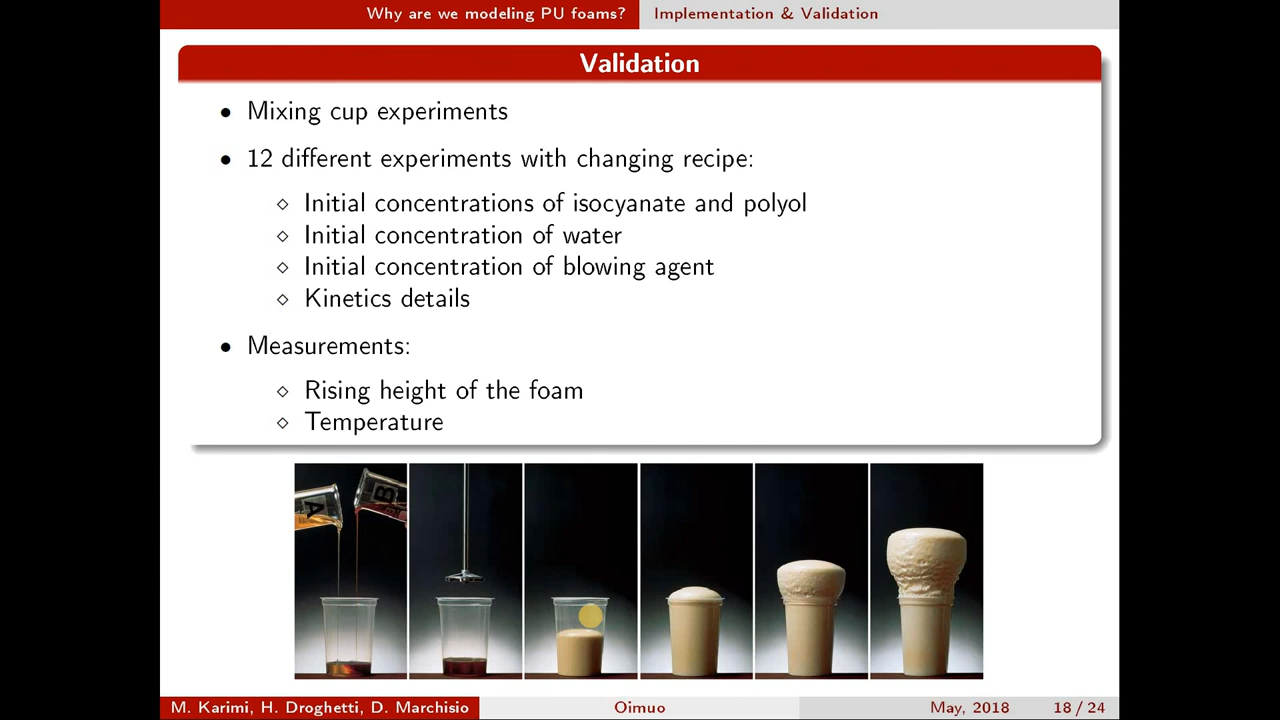 Why are we modeling PU foams? Implementation & Validation
Validation
• Mixing cup experiments
• 12 different experiments with changing recipe:
⋄ Initial concentrations of isocyanate and polyol
⋄ Initial concentration of water
⋄ Initial concentration of blowing agent
⋄ Kinetics details
• Measurements:
⋄ Rising height of the foam
⋄ Temperature
A B
M. Karimi, H. Droghetti, D. Marchisio Oimuo May, 2018 18 / 24